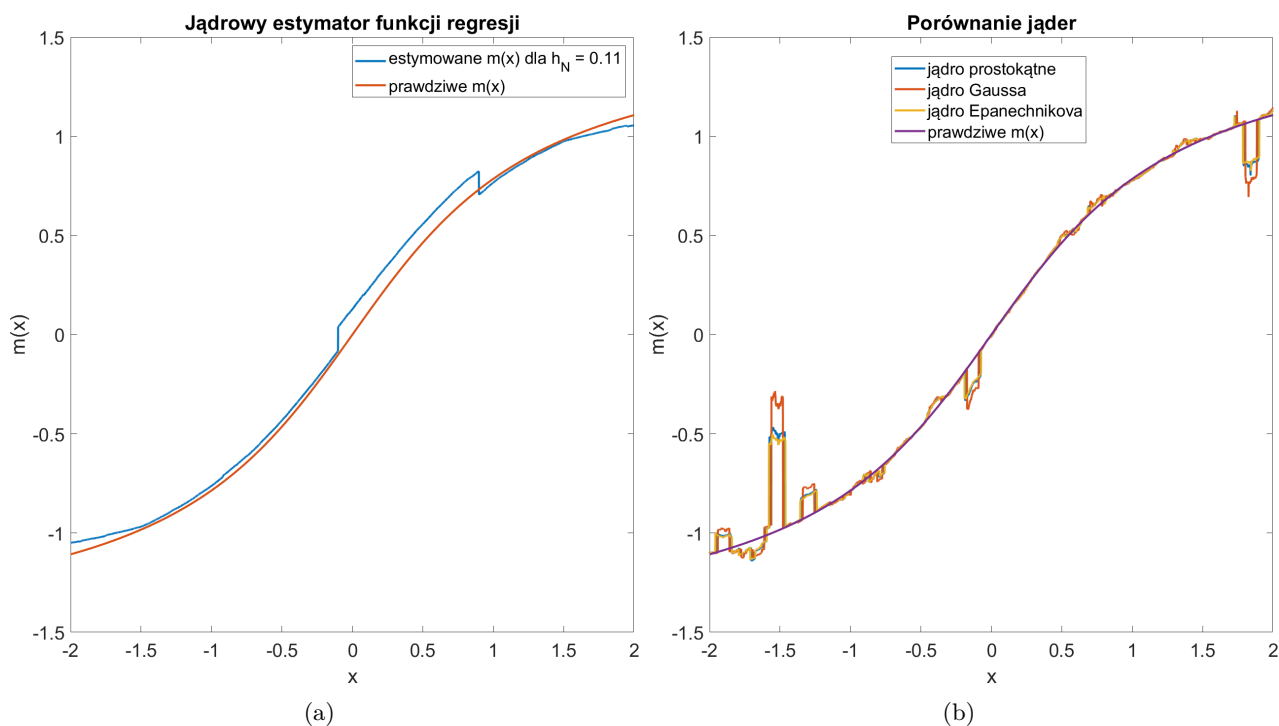 Jądrowy estymator funkcji regresji
estymowane m(x) dla h_N = 0.11
prawdziwe m(x)
1.5
1
0.5
0
-0.5
-1
-1.5
m(x)
-2 -1.5 -1 -0.5 0 0.5 1 1.5 2
x
(a)
Porównanie jąder
jądro prostokątne
jądro Gaussa
jądro Epanechnikova
prawdziwe m(x)
1.5
1
0.5
0
-0.5
-1
-1.5
m(x)
-2 -1.5 -1 -0.5 0 0.5 1 1.5 2
x
(b)